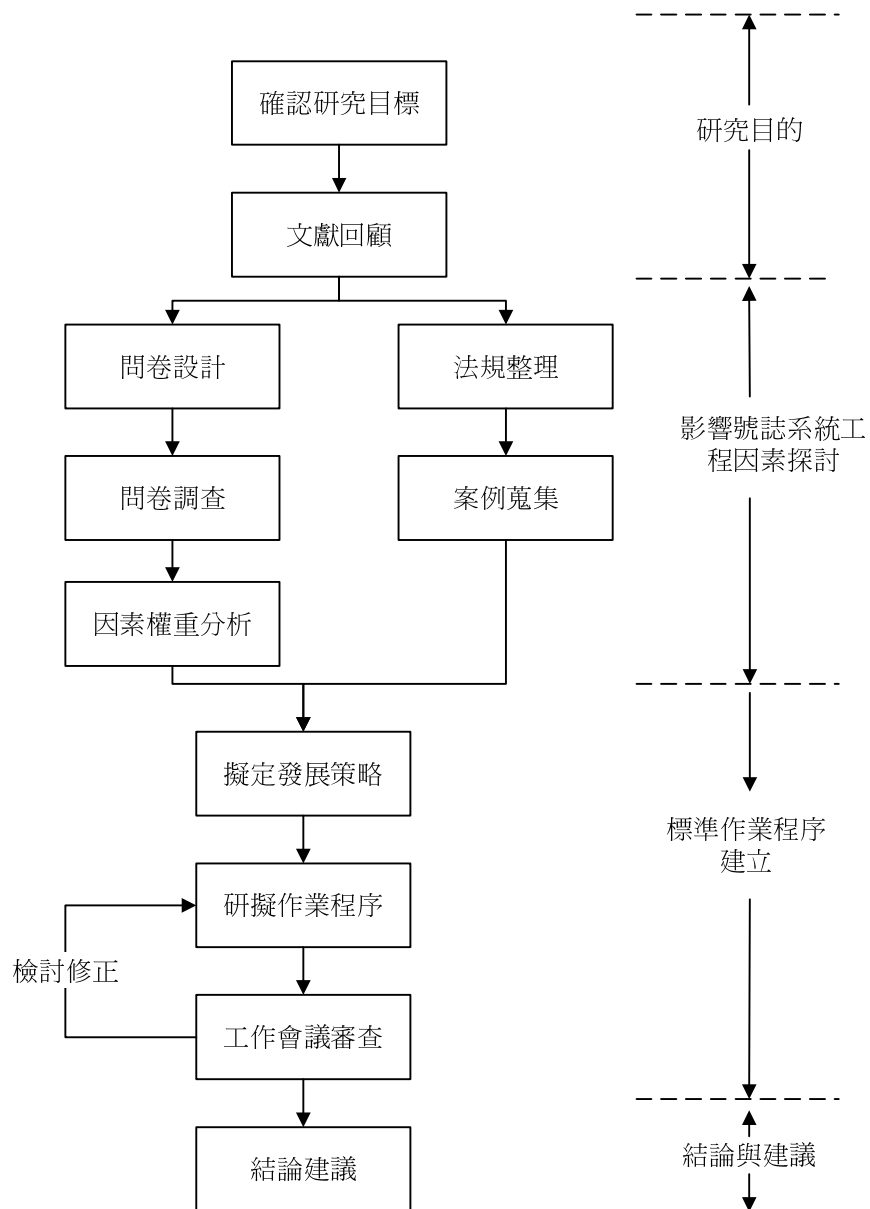 確認研究目標
研究目的
文獻回顧
問卷設計
法規整理
影響號誌系統工
程因素探討
問卷調查
案例蒐集
因素權重分析
擬定發展策略
標準作業程序
建立
研擬作業程序
檢討修正
工作會議審查
結論建議
結論與建議